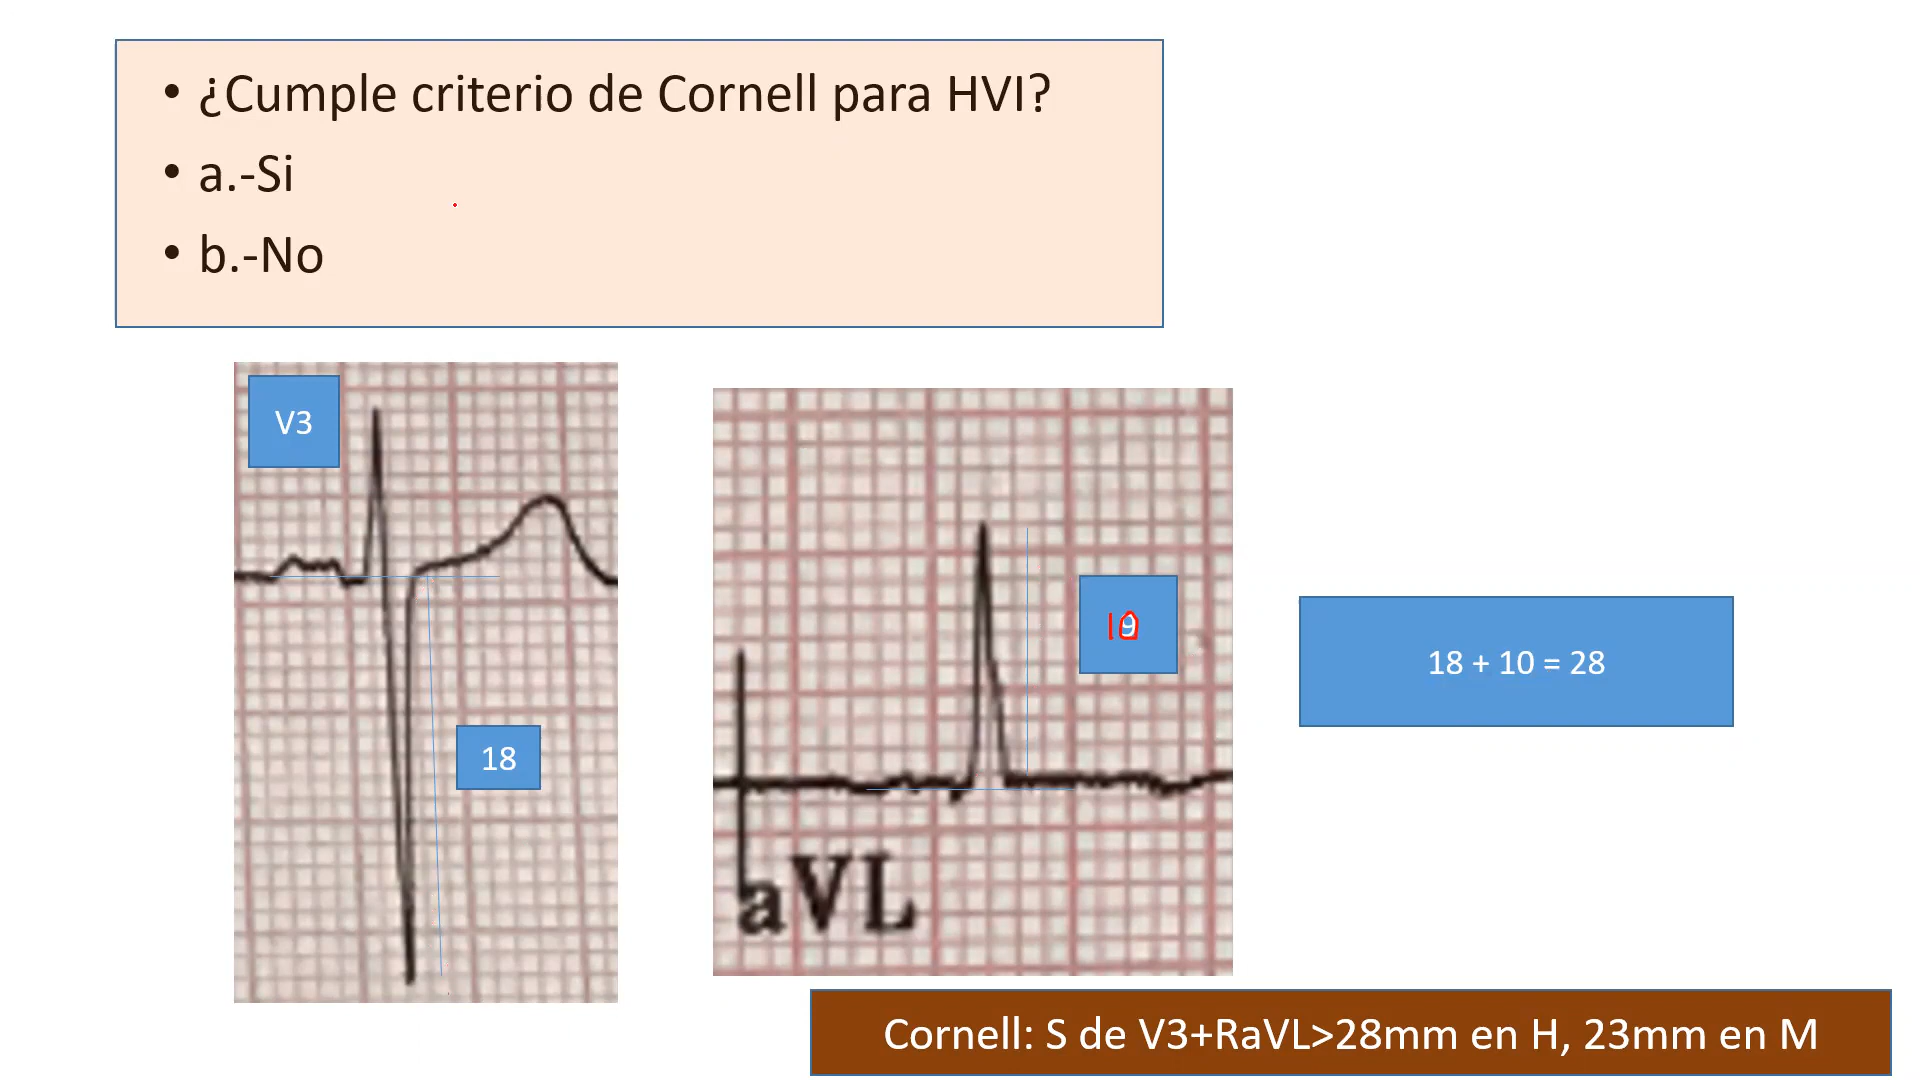 • ¿Cumple criterio de Cornell para HVI?
• a.-Si
• b.-No
V3
18
aVL
10
18 + 10 = 28
Cornell: S de V3+RaVL>28mm en H, 23mm en M